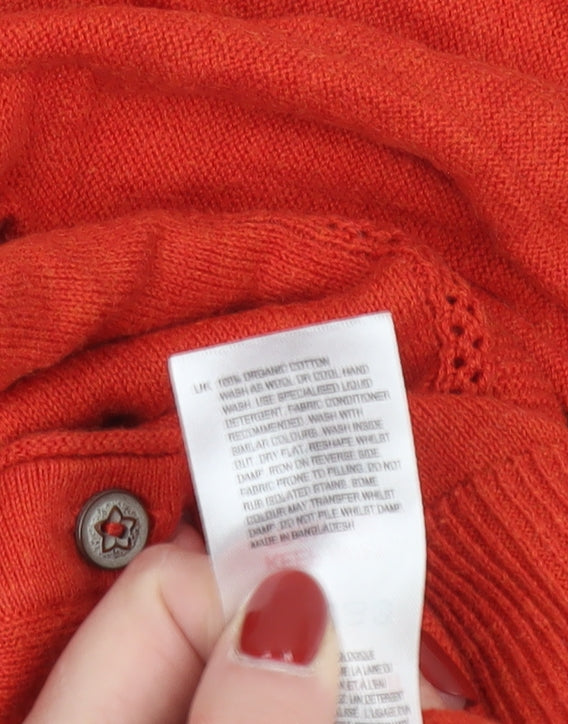 UK 100% ORGANIC COTTON
WASH AS WOOL OR COOL HAND
WASH. USE SPECIALISED LIQUID
DETERGENT. FABRIC CONDITIONER
RECOMMENDED. WASH WITH
SIMILAR COLOURS. WASH INSIDE
OUT. DRY FLAT. RESHAPE WHILST
DAMP. IRON ON REVERSE SIDE.
FABRIC PRONE TO PILLING. DO NOT
RUB ISOLATED STAINS. SOME
COLOUR MAY TRANSFER WHILST
DAMP. DO NOT PILE WHILST DAMP.
MADE IN BANGLADESH